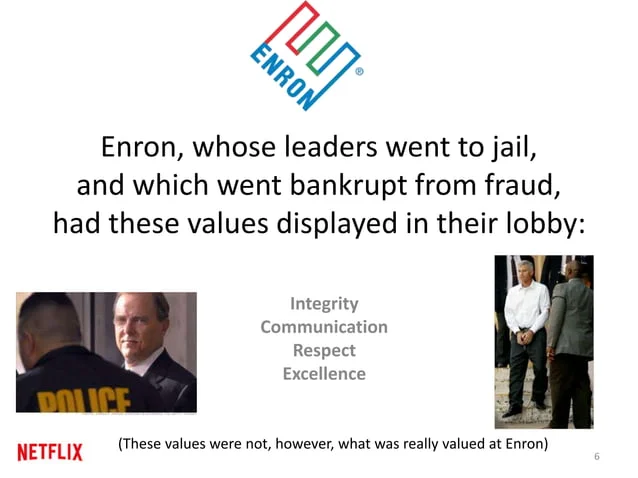 ENRON®
Enron, whose leaders went to jail,
and which went bankrupt from fraud,
had these values displayed in their lobby:
Integrity
Communication
Respect
Excellence
POLICE
(These values were not, however, what was really valued at Enron)
NETFLIX
6